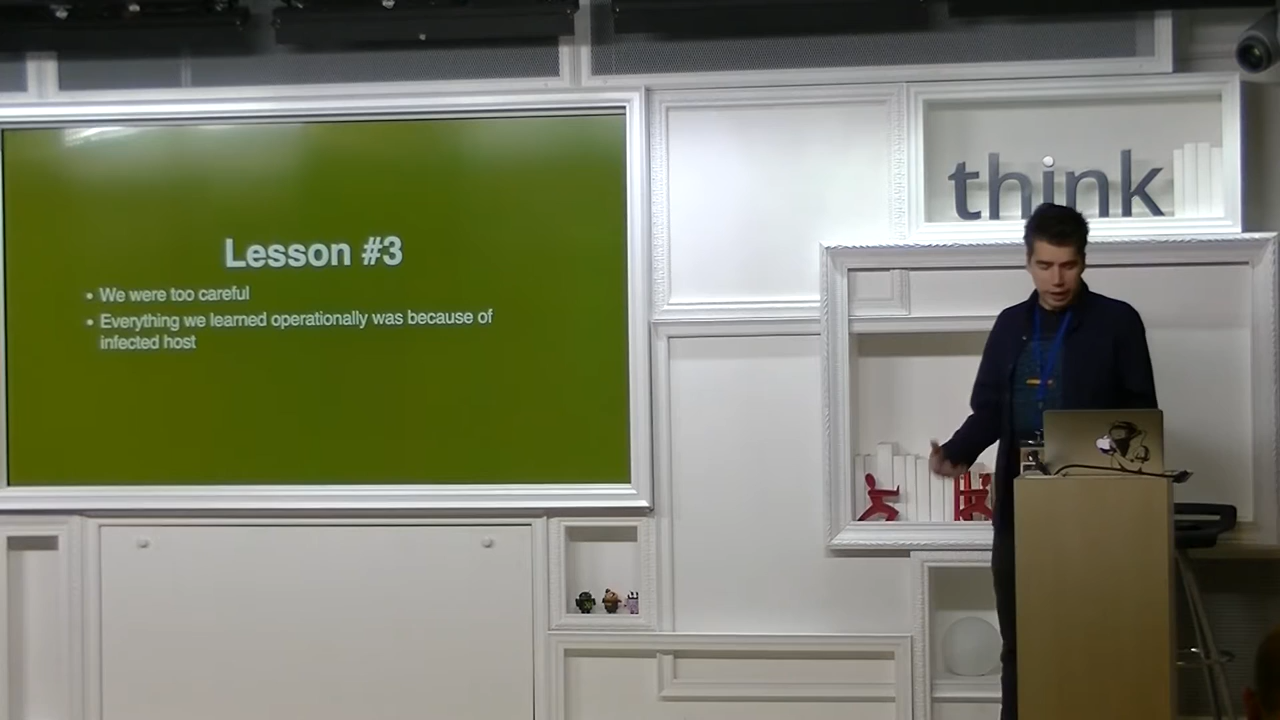 Lesson #3
• We were too careful
• Everything we learned operationally was because of
infected host
think